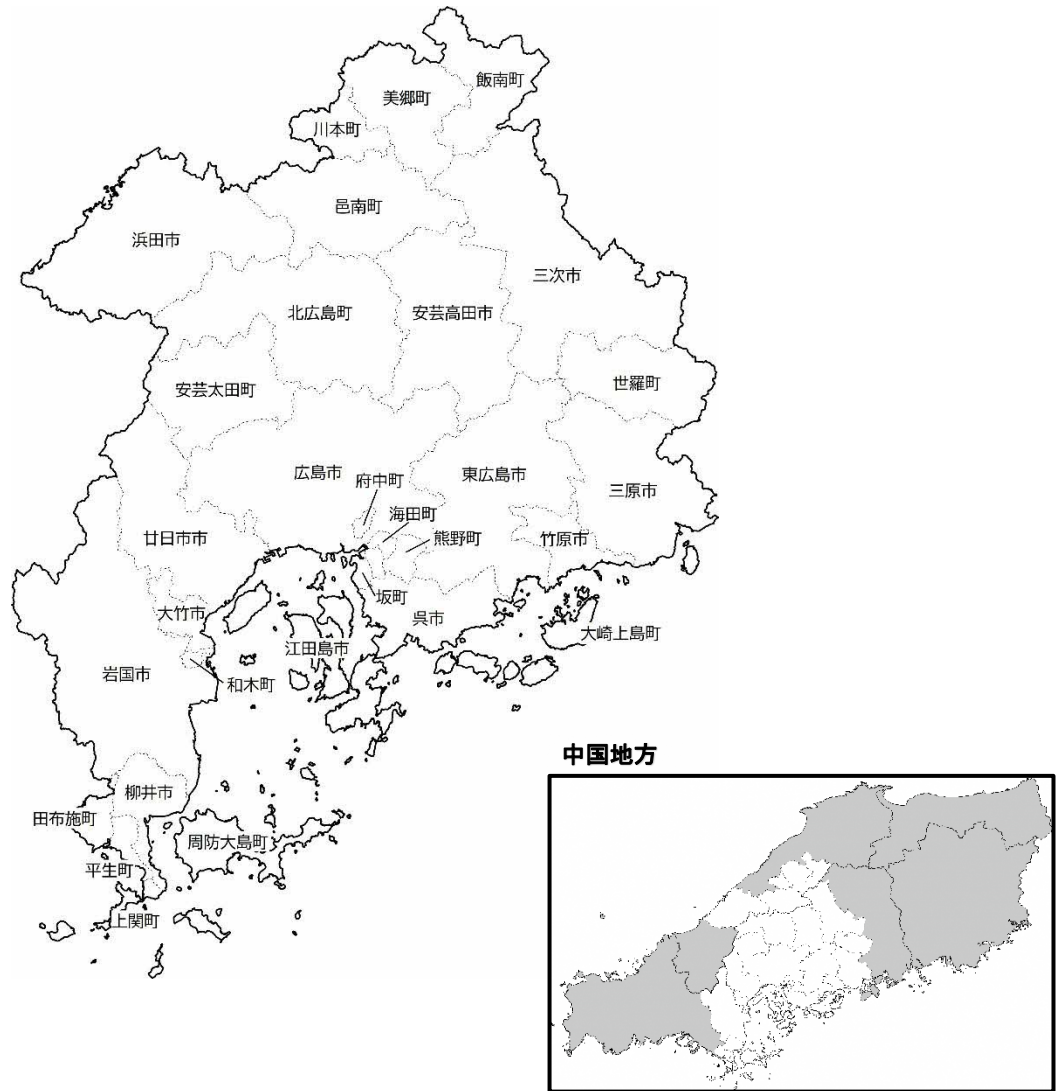 飯南町
美郷町
川本町
邑南町
浜田市
三次市
北広島町
安芸高田市
安芸太田町
世羅町
広島市
府中町
東広島市
三原市
海田町
熊野町
竹原市
廿日市市
坂町
大竹市
呉市
大崎上島町
江田島市
岩国市
和木町
柳井市
田布施町
周防大島町
平生町
上関町
中国地方